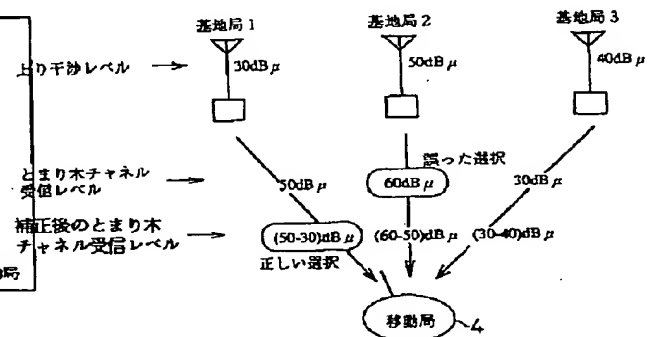 基地局1
基地局2
基地局3
上り干渉レベル
30dBμ
50dBμ
40dBμ
とまり木チャネル
受信レベル
50dBμ
誤った選択
60dBμ
30dBμ
補正後のとまり木
チャネル受信レベル
(50-30)dBμ
(60-50)dBμ
(30-40)dBμ
正しい選択
局
移動局
4